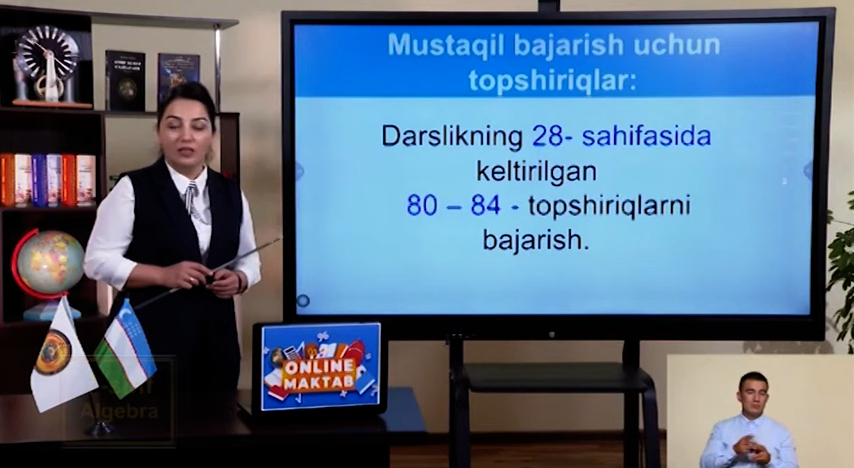 Mustaqil bajarish uchun
topshiriqlar:
Darslikning 28- sahifasida
keltirilgan
80 – 84 - topshiriqlarni
bajarish.
ONLINE
MAKTAB
Algebra